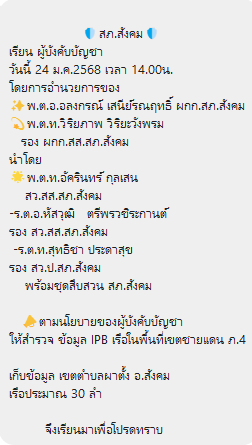 🛡️ สภ.สังคม 🛡️
เรียน ผู้บังคับบัญชา
วันนี้ 24 ม.ค.2568 เวลา 14.00น.
โดยการอำนวยการของ
✨พ.ต.อ.อลงกรณ์ เสนีย์รณฤทธิ์ ผกก.สภ.สังคม
💫พ.ต.ท.วิริยภาพ วิริยะวังพรม
รอง ผกก.สส.สภ.สังคม
นำโดย
🌟พ.ต.ท.อัครินทร์ กุลเสน
สว.สส.สภ.สังคม
-ร.ต.อ.หัสวุฒิ ตรีพรวชิระกานต์
รอง สว.สส.สภ.สังคม
-ร.ต.ท.สุทธิชา ประดาสุข
รอง สว.ป.สภ.สังคม
พร้อมชุดสืบสวน สภ.สังคม
📣ตามนโยบายของผู้บังคับบัญชา
ให้สำรวจ ข้อมูล IPB เรือในพื้นที่เขตชายแดน ภ.4
เก็บข้อมูล เขตตำบลผาตั้ง อ.สังคม
เรือประมาณ 30 ลำ
จึงเรียนมาเพื่อโปรดทราบ